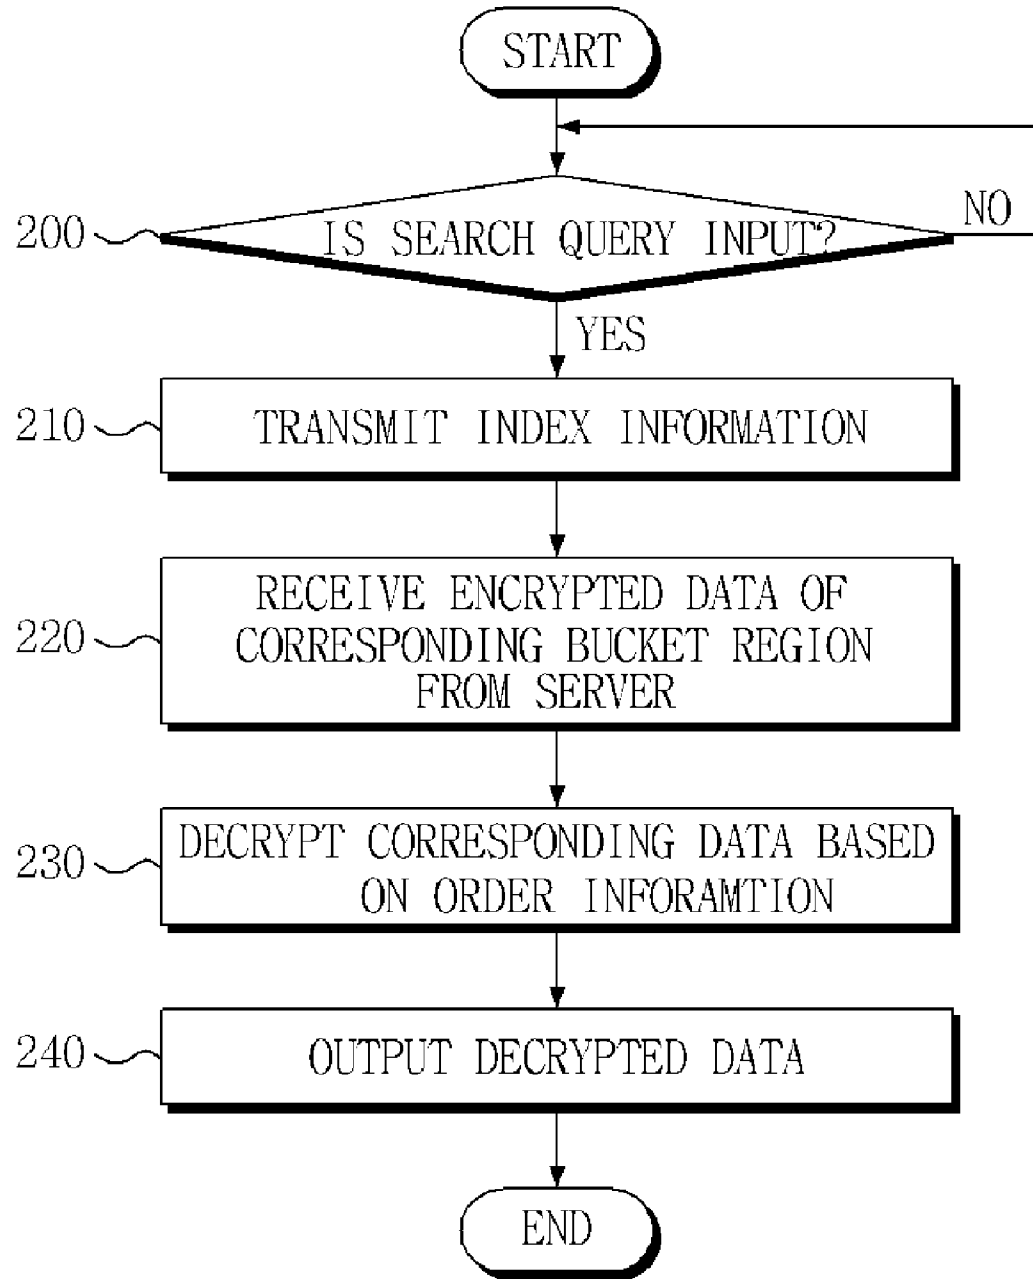 START
200
IS SEARCH QUERY INPUT?
NO
YES
210
TRANSMIT INDEX INFORMATION
220
RECEIVE ENCRYPTED DATA OF
CORRESPONDING BUCKET REGION
FROM SERVER
230
DECRYPT CORRESPONDING DATA BASED
ON ORDER INFORAMTION
240
OUTPUT DECRYPTED DATA
END